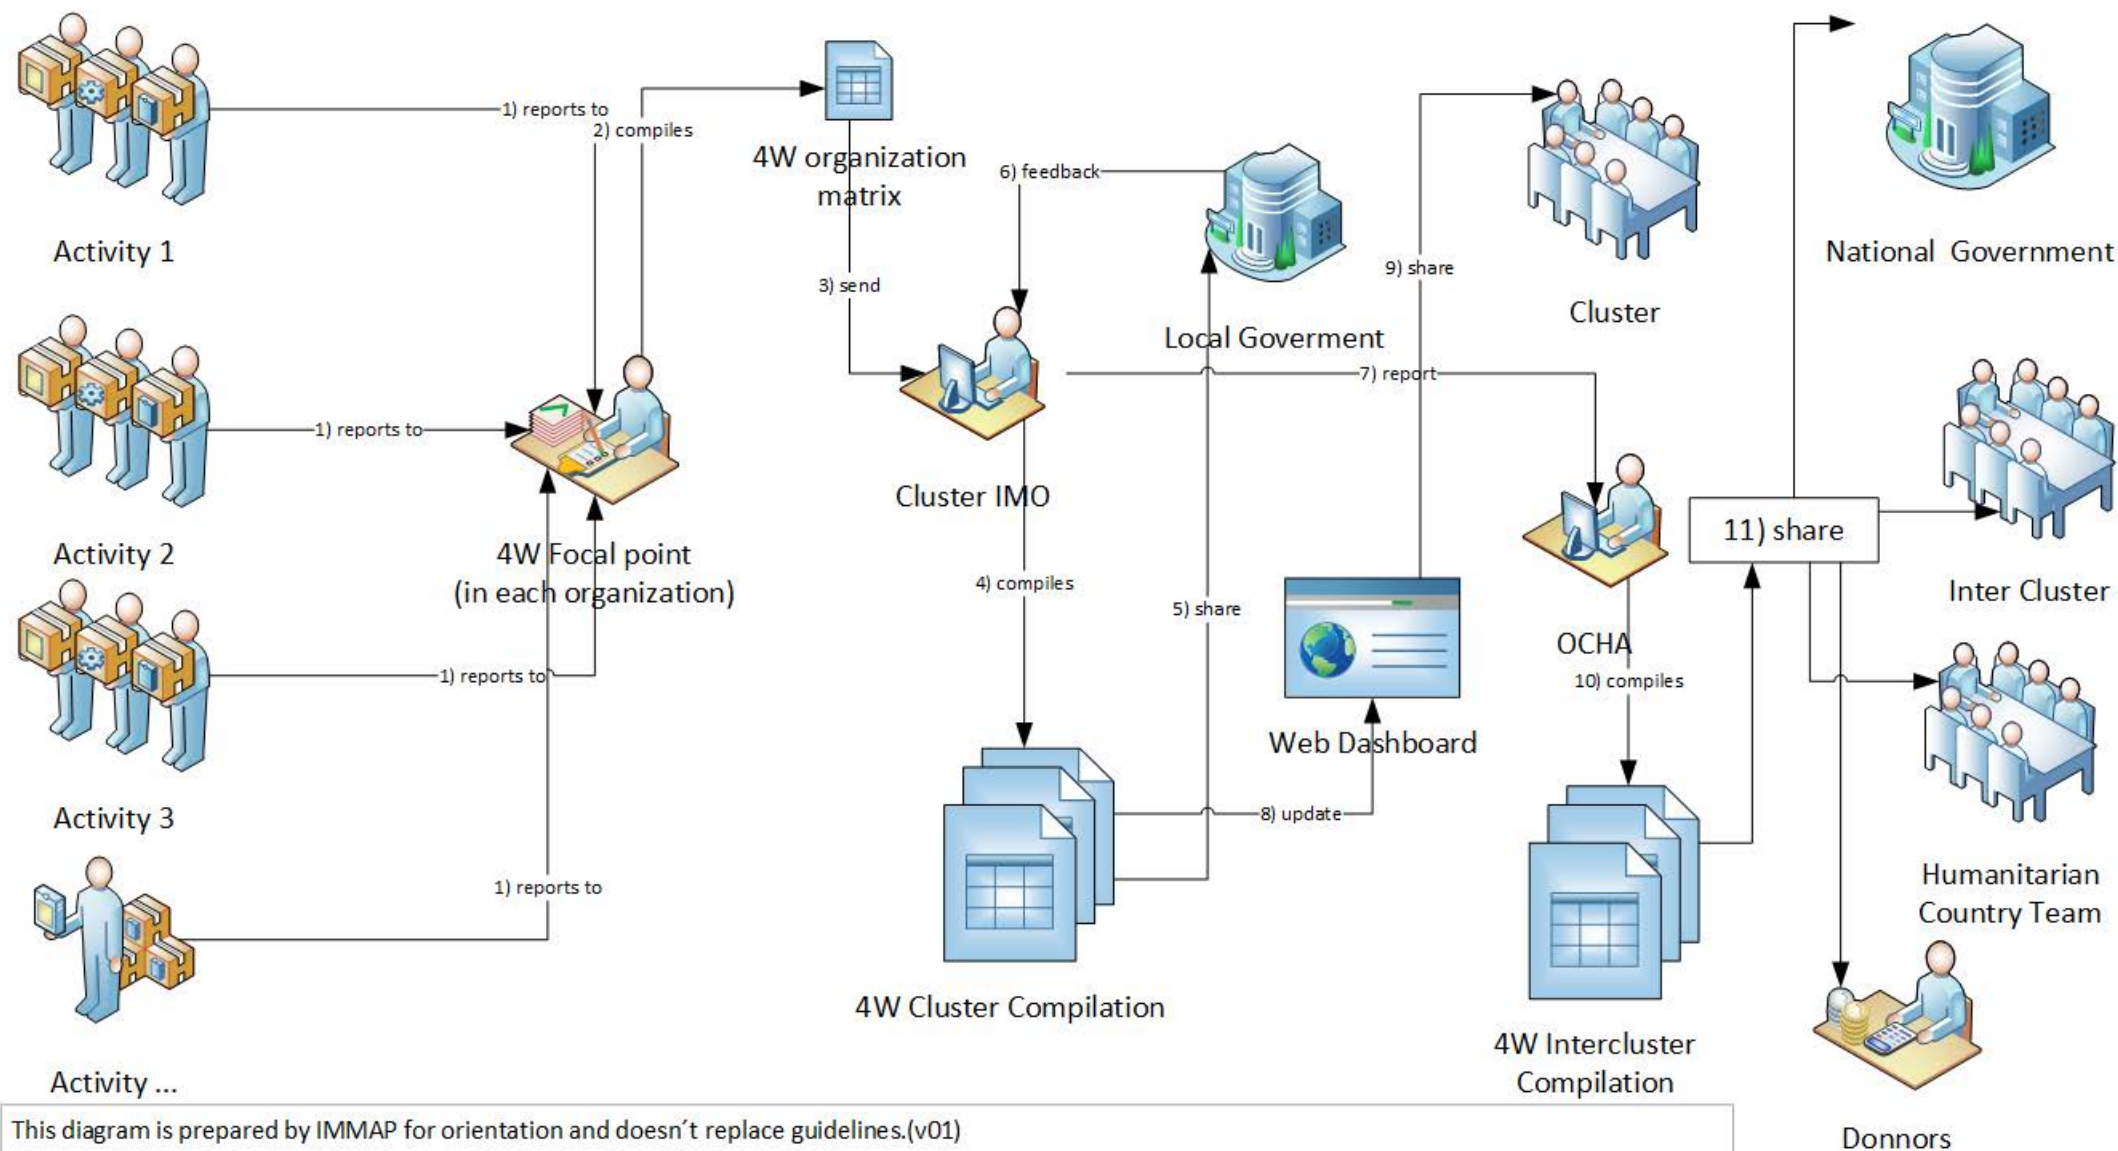 1) reports to
2) compiles
4W organization
matrix
6) feedback
Activity 1
National  Government
9) share
3) send
Cluster
Local Goverment
7) report
1) reports to
Cluster IMO
11) share
Activity 2
4W Focal point
(in each organization)
4) compiles
5) share
Inter Cluster
OCHA
1) reports to
10) compiles
Web Dashboard
Activity 3
8) update
1) reports to
Humanitarian
Country Team
4W Cluster Compilation
4W Intercluster
Compilation
Activity ...
This diagram is prepared by IMMAP for orientation and doesn´t replace guidelines.(v01)
Donnors